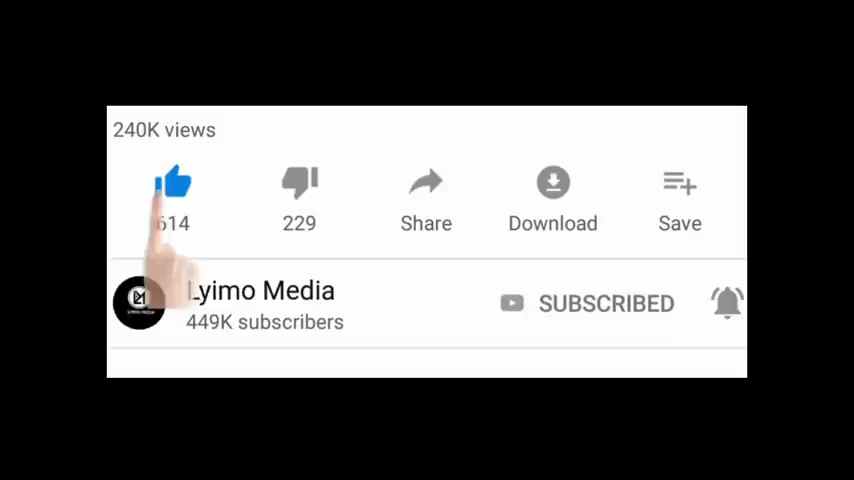 240K views
614
229
Share
Download
Save
Lyimo Media
449K subscribers
SUBSCRIBED